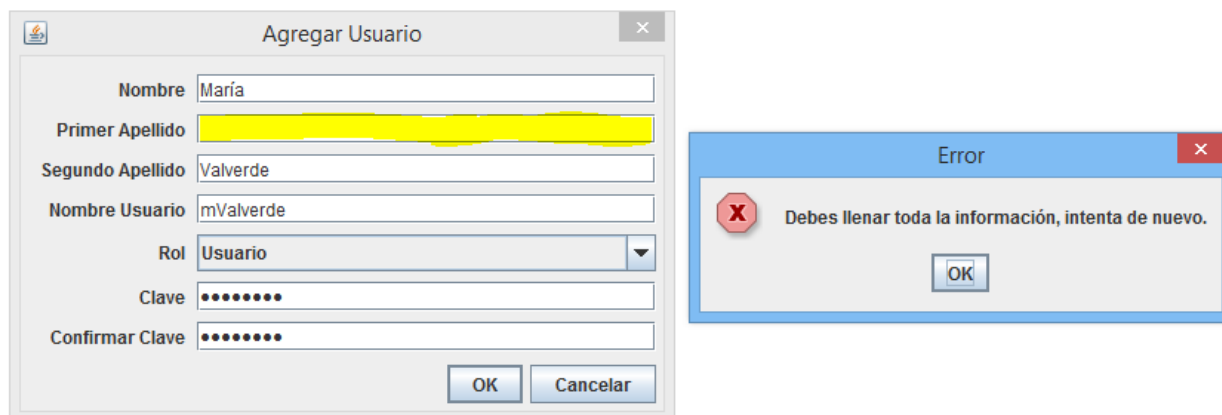 Agregar Usuario
Nombre María
Primer Apellido
Segundo Apellido Valverde
Nombre Usuario mValverde
Rol Usuario
Clave ••••••••
Confirmar Clave ••••••••
OK Cancelar
Error
Debes llenar toda la información, intenta de nuevo.
OK